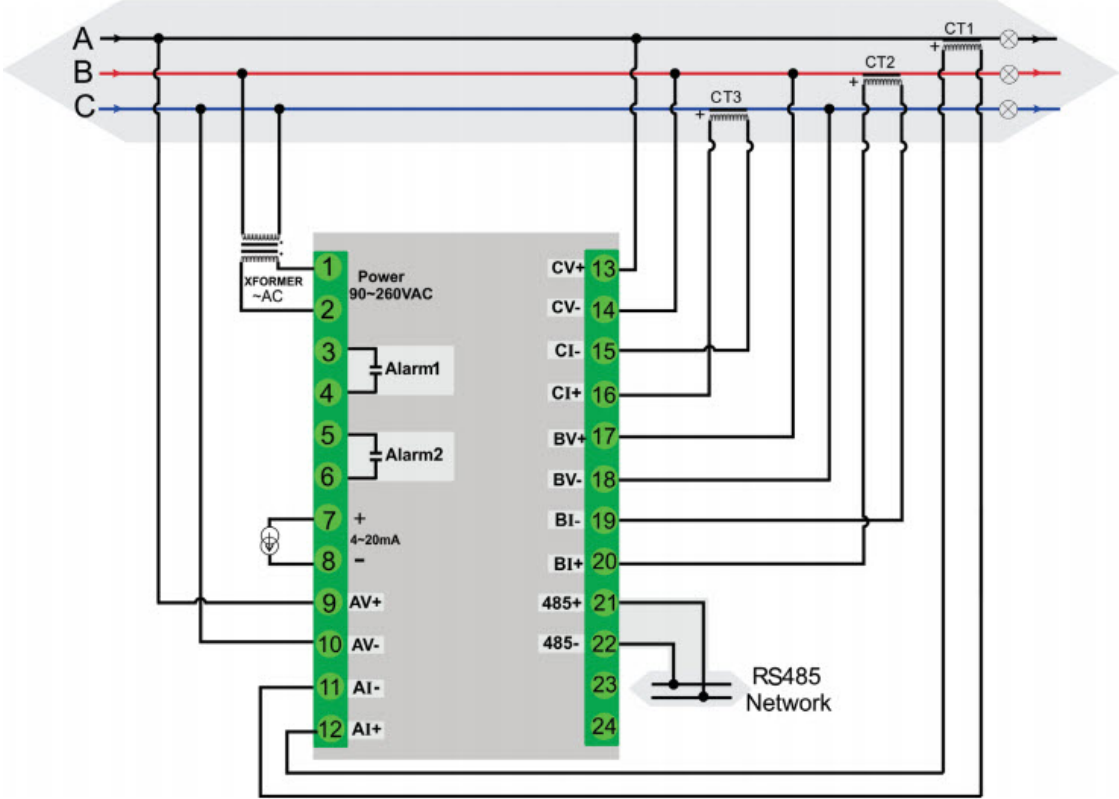 A
B
C
CT1
CT2
CT3
+
+
+
XFORMER
~AC
1
2
3
4
5
6
7
8
9
10
11
12
Power
90~260VAC
Alarm1
Alarm2
+
4~20mA
-
AV+
AV-
AI-
AI+
CV+
CV-
CI-
CI+
BV+
BV-
BI-
BI+
485+
485-
13
14
15
16
17
18
19
20
21
22
23
24
RS485
Network